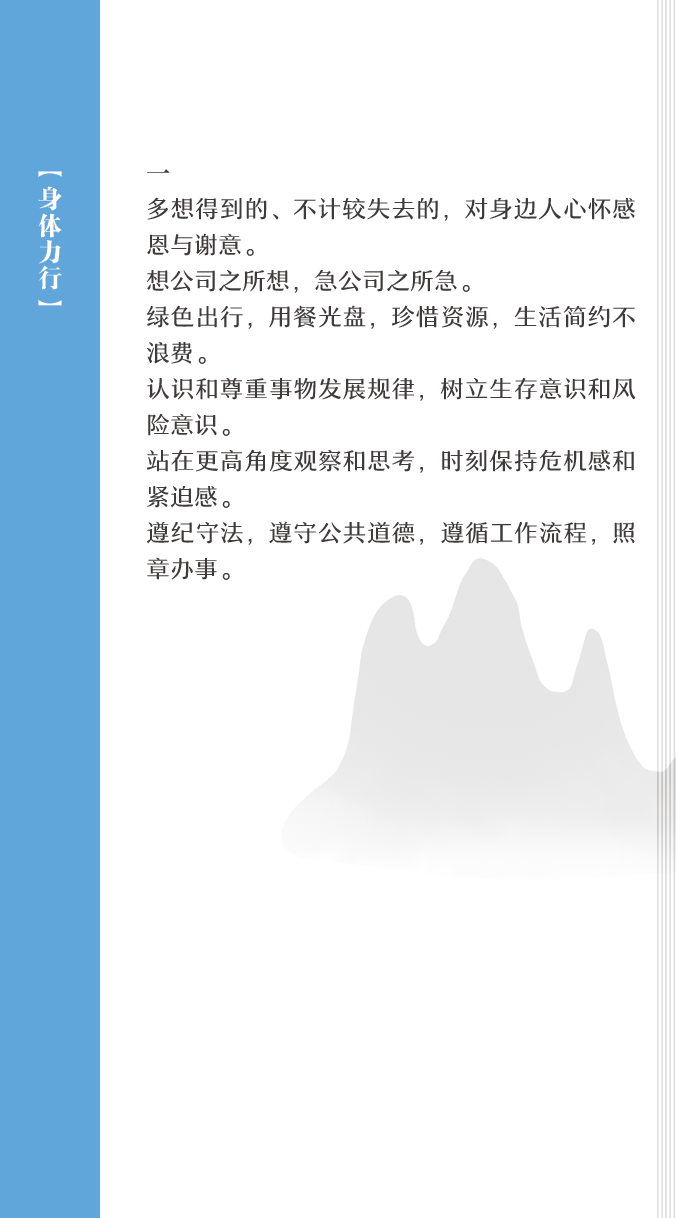 【身体力行】
一
多想得到的、不计较失去的，对身边人心怀感
恩与谢意。
想公司之所想，急公司之所急。
绿色出行，用餐光盘，珍惜资源，生活简约不
浪费。
认识和尊重事物发展规律，树立生存意识和风
险意识。
站在更高角度观察和思考，时刻保持危机感和
紧迫感。
遵纪守法，遵守公共道德，遵循工作流程，照
章办事。